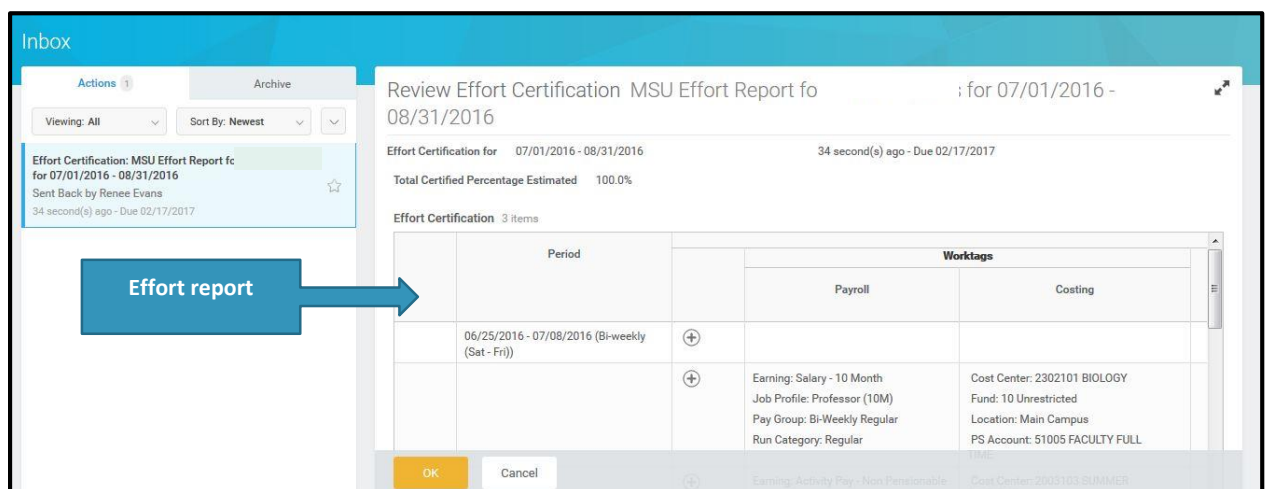 Inbox
Actions 1
Archive
Viewing: All
Sort By: Newest
Effort Certification: MSU Effort Report fo
for 07/01/2016 - 08/31/2016
Sent Back by Renee Evans
34 second(s) ago - Due 02/17/2017
Effort report
Review Effort Certification MSU Effort Report fo s for 07/01/2016 -
08/31/2016
Effort Certification for 07/01/2016 - 08/31/2016 34 second(s) ago - Due 02/17/2017
Total Certified Percentage Estimated 100.0%
Effort Certification 3 items
Period
Worktags
Payroll
Costing
06/25/2016 - 07/08/2016 (Bi-weekly
(Sat - Fri))
Earning: Salary - 10 Month
Job Profile: Professor (10M)
Pay Group: Bi-Weekly Regular
Run Category: Regular
Cost Center: 2302101 BIOLOGY
Fund: 10 Unrestricted
Location: Main Campus
PS Account: 51005 FACULTY FULL
TIME
Earning: Activity Pay - Non Pensionable
Cost Center: 2003103 SUMMER
OK
Cancel